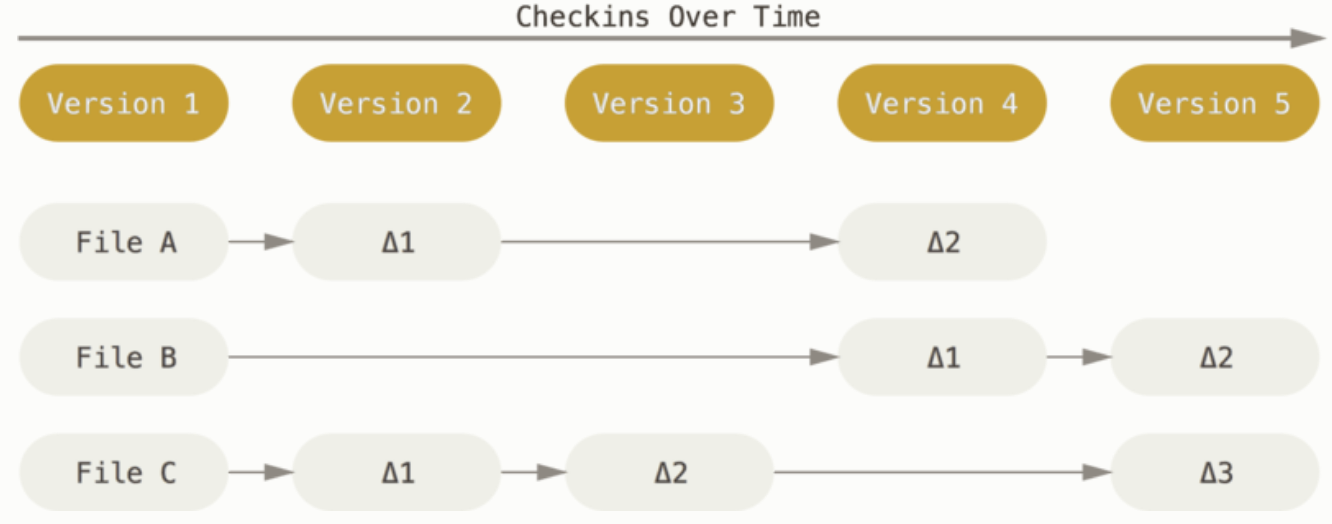 Checkins Over Time
Version 1 Version 2 Version 3 Version 4 Version 5
File A Δ1 Δ2
File B Δ1 Δ2
File C Δ1 Δ2 Δ3